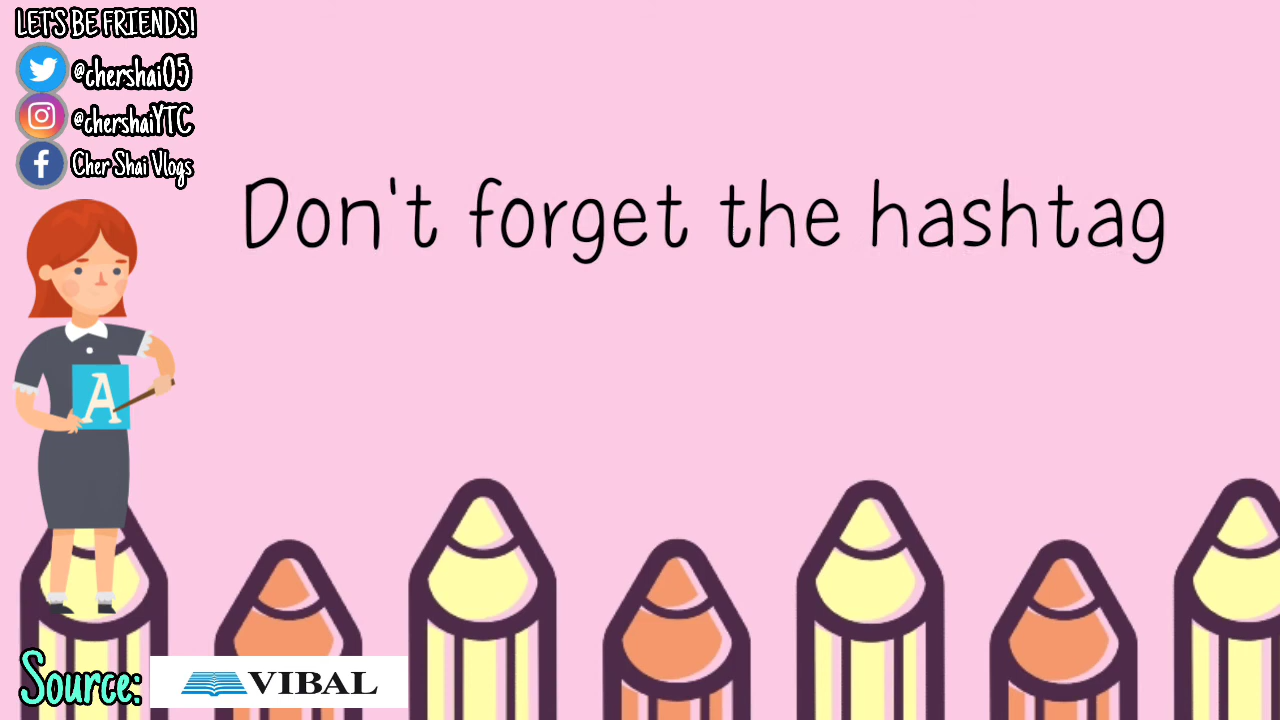 LET'S BE FRIENDS!
@chershai05
@chershaiYTC
Cher Shai Vlogs
Don't forget the hashtag
A
Source: VIBAL